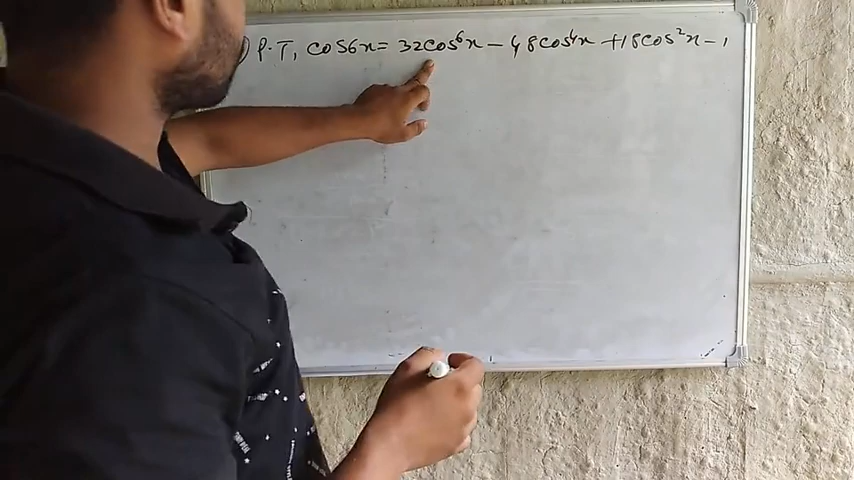 ) P.T, cos6x = 32cos⁶x - 48cos⁴x + 18cos²x - 1